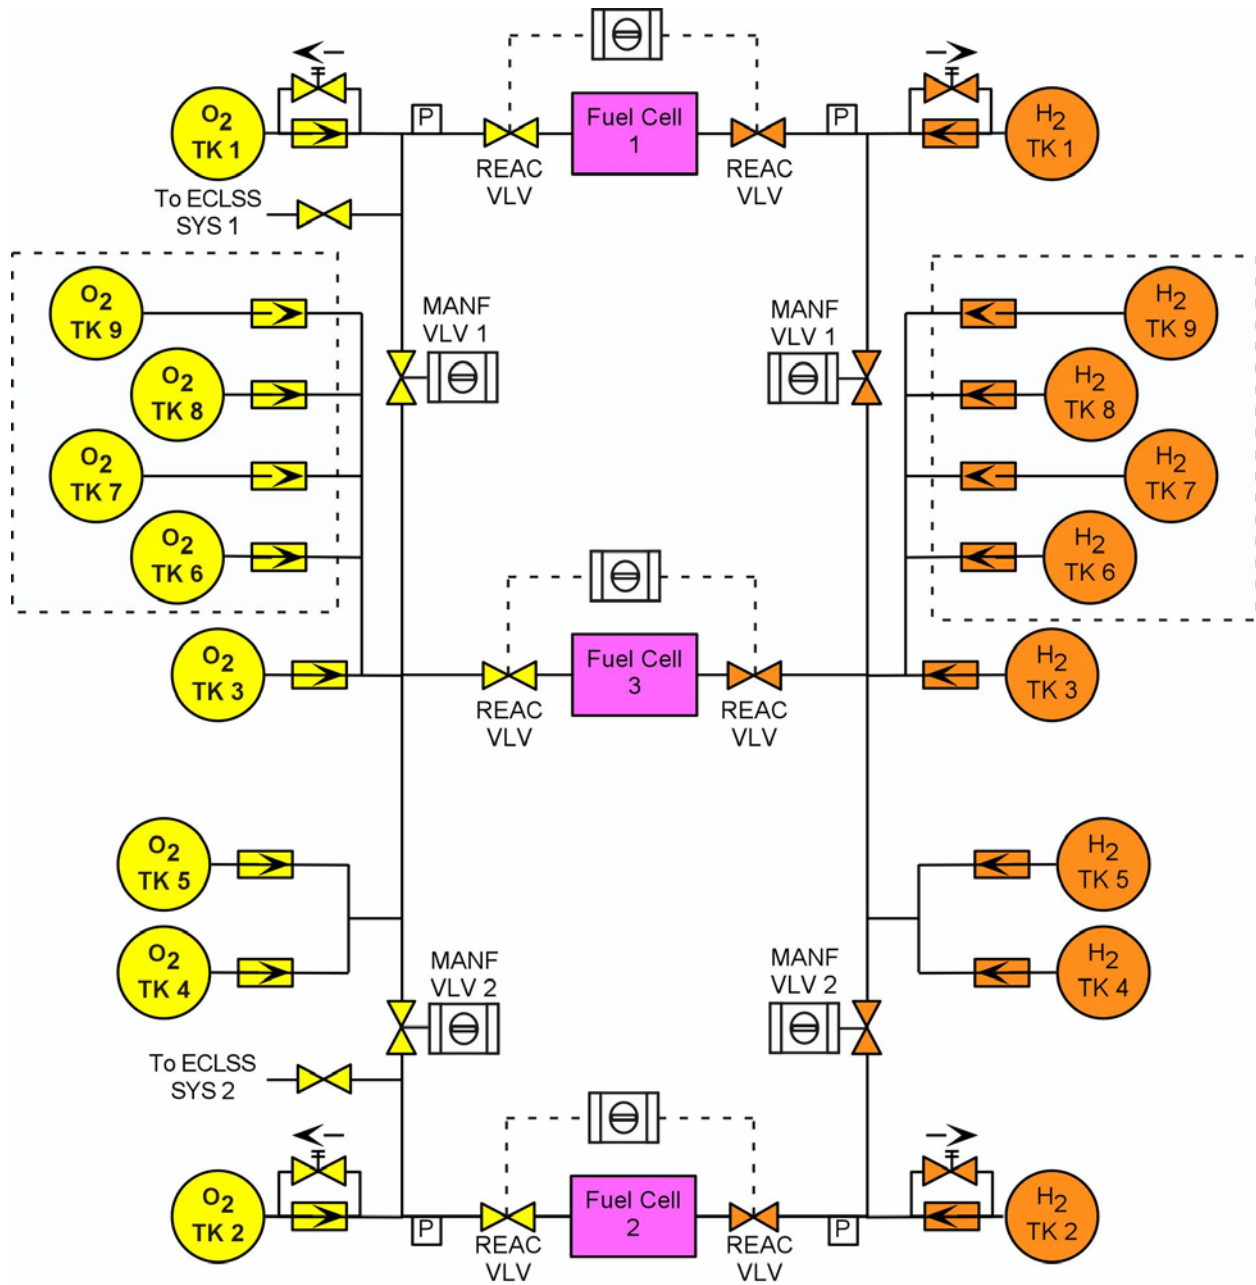 O2
TK 1
P
REAC
VLV
Fuel Cell
1
REAC
VLV
P
H2
TK 1
To ECLSS
SYS 1
O2
TK 9
MANF
VLV 1
MANF
VLV 1
H2
TK 9
O2
TK 8
H2
TK 8
O2
TK 7
H2
TK 7
O2
TK 6
H2
TK 6
O2
TK 3
REAC
VLV
Fuel Cell
3
REAC
VLV
H2
TK 3
O2
TK 5
H2
TK 5
O2
TK 4
MANF
VLV 2
MANF
VLV 2
H2
TK 4
To ECLSS
SYS 2
O2
TK 2
P
REAC
VLV
Fuel Cell
2
REAC
VLV
P
H2
TK 2